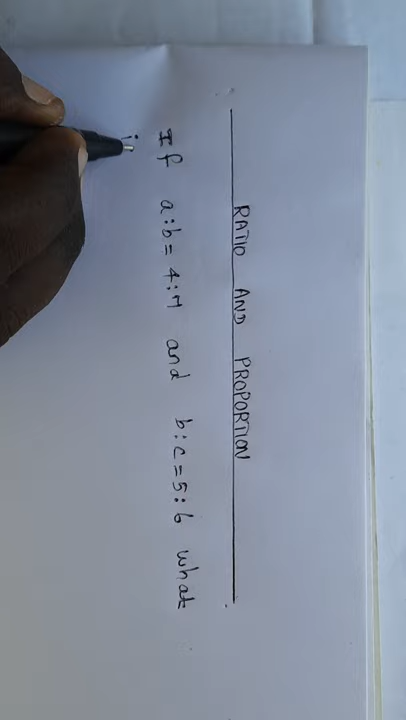 RATIO AND PROPORTION
If a:b = 4:7 and b:c = 5:6 what
i